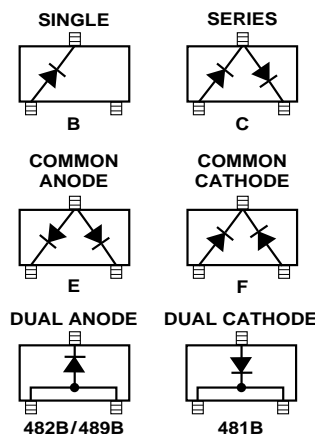 SINGLE SERIES
B C
COMMON ANODE COMMON CATHODE
E F
DUAL ANODE DUAL CATHODE
482B/489B 481B